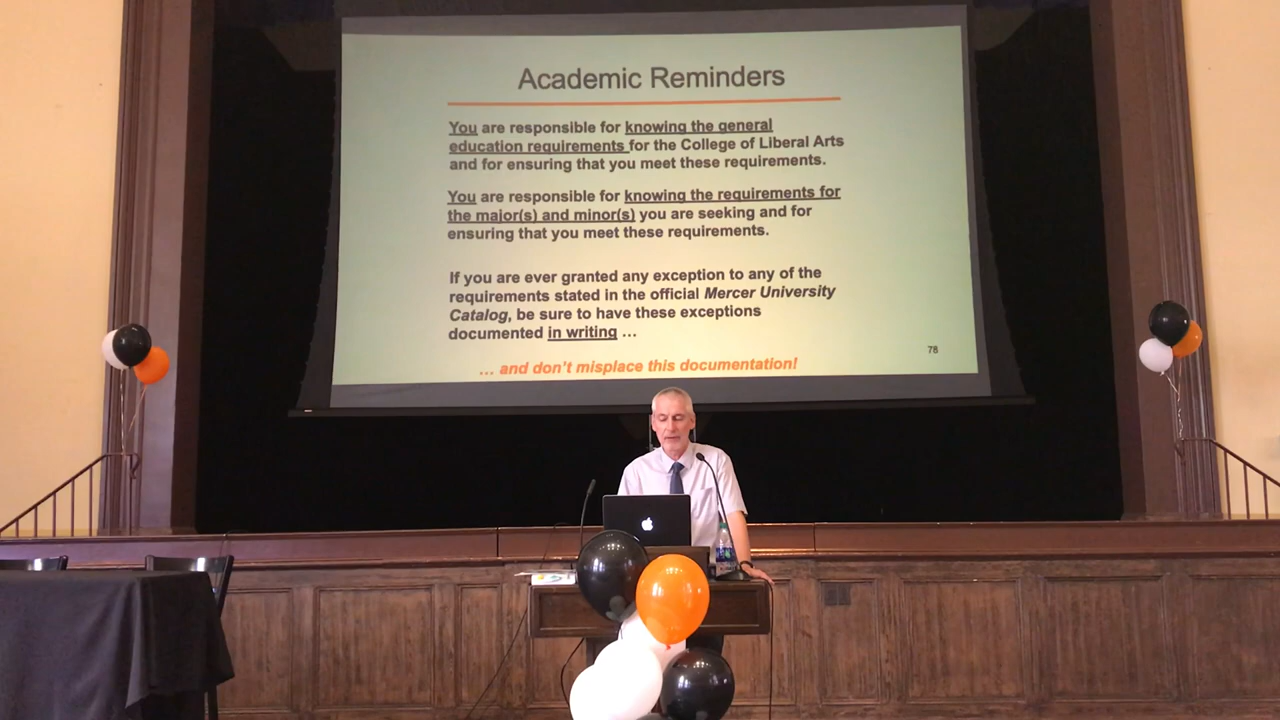 Academic Reminders
You are responsible for knowing the general
education requirements for the College of Liberal Arts
and for ensuring that you meet these requirements.
You are responsible for knowing the requirements for
the major(s) and minor(s) you are seeking and for
ensuring that you meet these requirements.
If you are ever granted any exception to any of the
requirements stated in the official Mercer University
Catalog, be sure to have these exceptions
documented in writing ...
78
... and don't misplace this documentation!